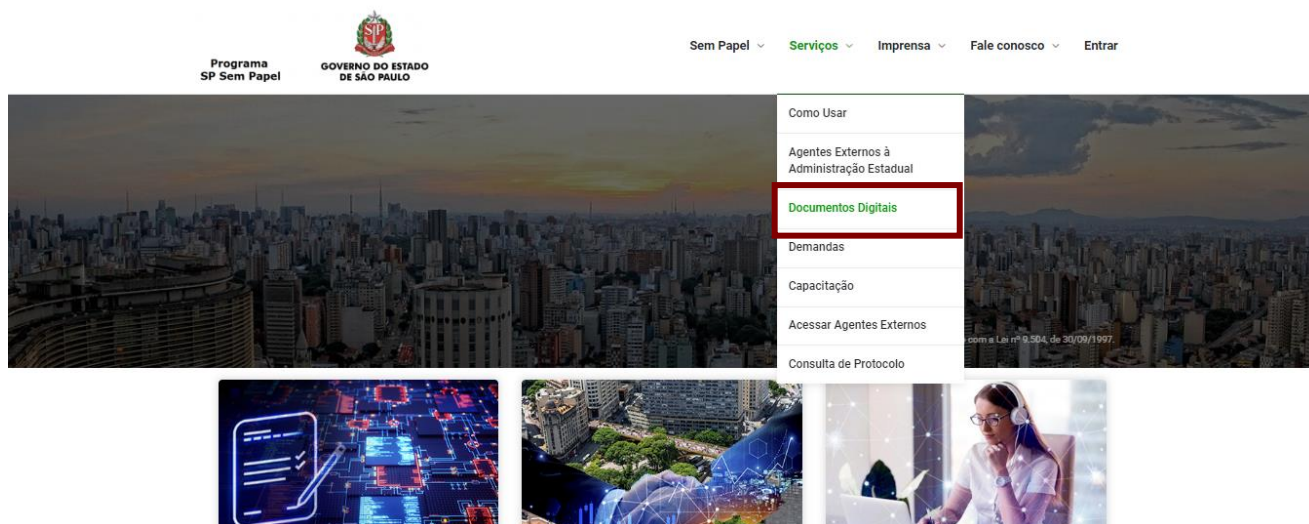 Programa
SP Sem Papel
SP
GOVERNO DO ESTADO
DE SÃO PAULO
Sem Papel
Serviços
Imprensa
Fale conosco
Entrar
Como Usar
Agentes Externos à
Administração Estadual
Documentos Digitais
Demandas
Capacitação
Acessar Agentes Externos
Consulta de Protocolo
com a Lei nº 9.504, de 30/09/1997.